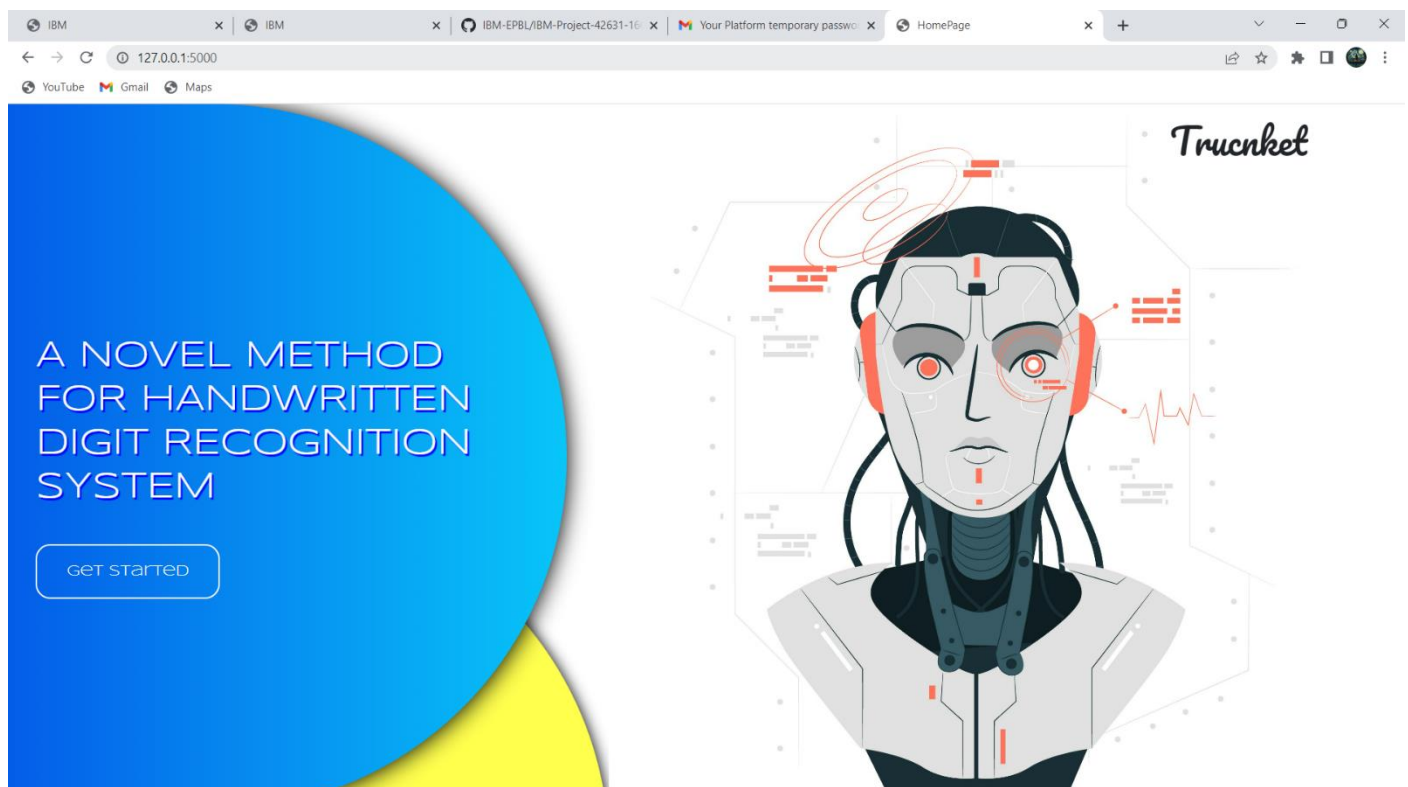 IBM
IBM
IBM-EPBL/IBM-Project-42631-16
Your Platform temporary passwo
HomePage
127.0.0.1:5000
YouTube
Gmail
Maps
Trucnket
A NOVEL METHOD
FOR HANDWRITTEN
DIGIT RECOGNITION
SYSTEM
GET STARTED